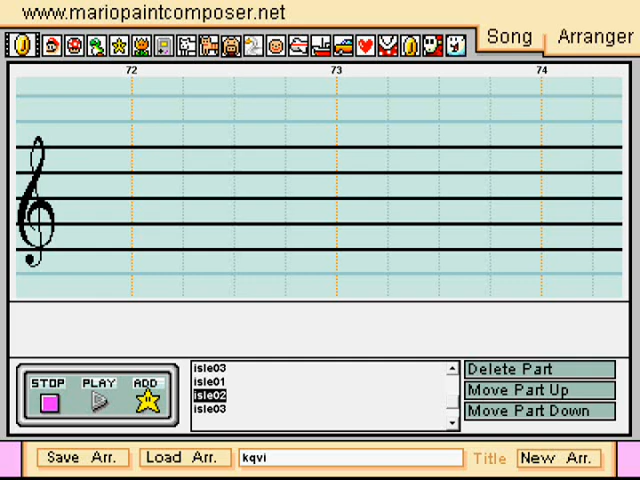 www.mariopaintcomposer.net
Song Arranger
72 73 74
STOP PLAY ADD
isle03
isle01
isle02
isle03
Delete Part
Move Part Up
Move Part Down
Save Arr. Load Arr. kqvi Title New Arr.